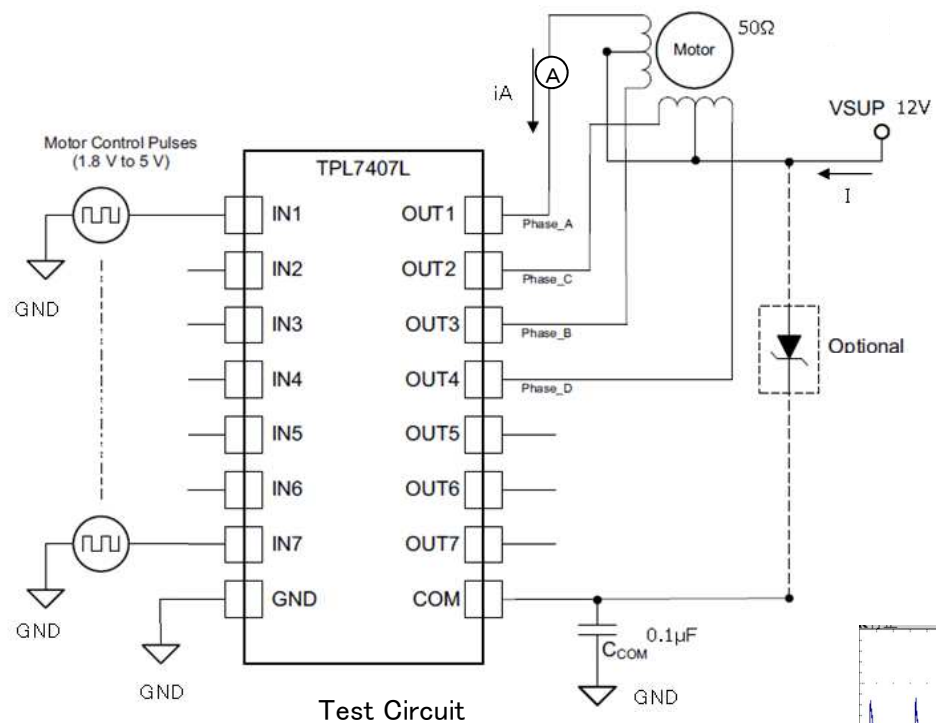 50Ω
Motor
A
iA
VSUP 12V
I
Motor Control Pulses
(1.8 V to 5 V)
TPL7407L
IN1
OUT1
Phase_A
IN2
OUT2
Phase_C
GND
IN3
OUT3
Phase_B
IN4
OUT4
Phase_D
Optional
IN5
OUT5
IN6
OUT6
IN7
OUT7
GND
GND
COM
0.1μF
CCOM
GND
GND
Test Circuit